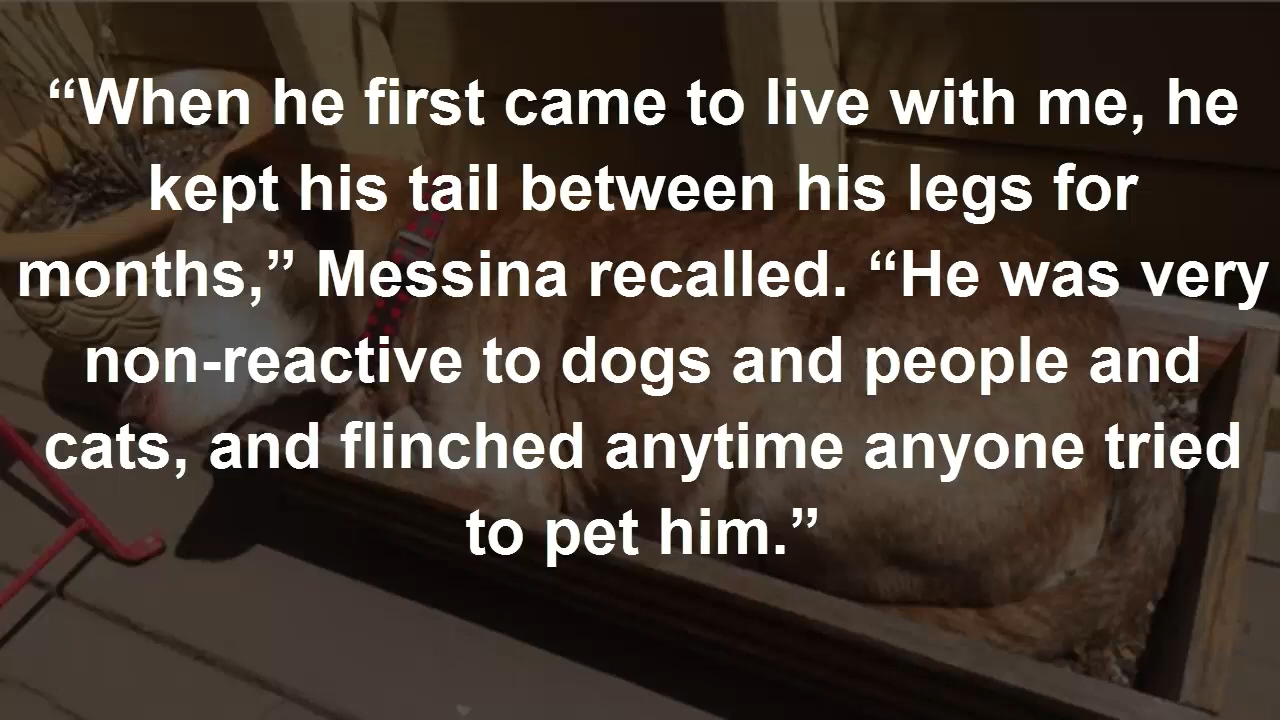 “When he first came to live with me, he
kept his tail between his legs for
months,” Messina recalled. “He was very
non-reactive to dogs and people and
cats, and flinched anytime anyone tried
to pet him.”